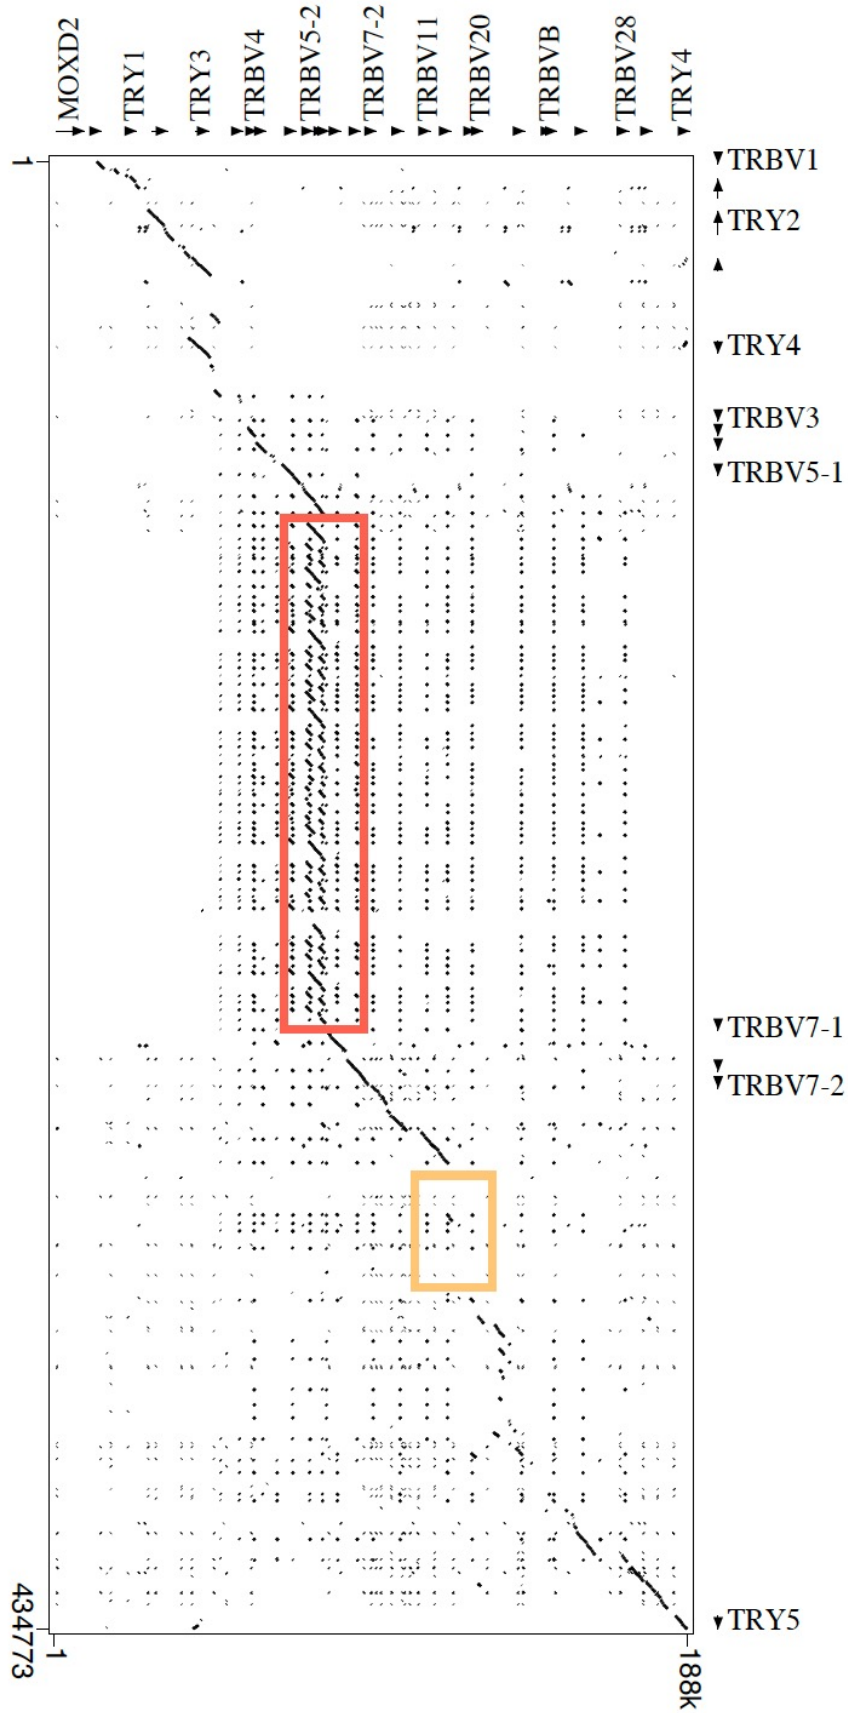 MOXD2
TRY1
TRY3
TRBV4
TRBV5-2
TRBV7-2
TRBV11
TRBV20
TRBVB
TRBV28
TRY4
1
TRBV1
TRY2
TRY4
TRBV3
TRBV5-1
TRBV7-1
TRBV7-2
TRY5
434773
1
188k